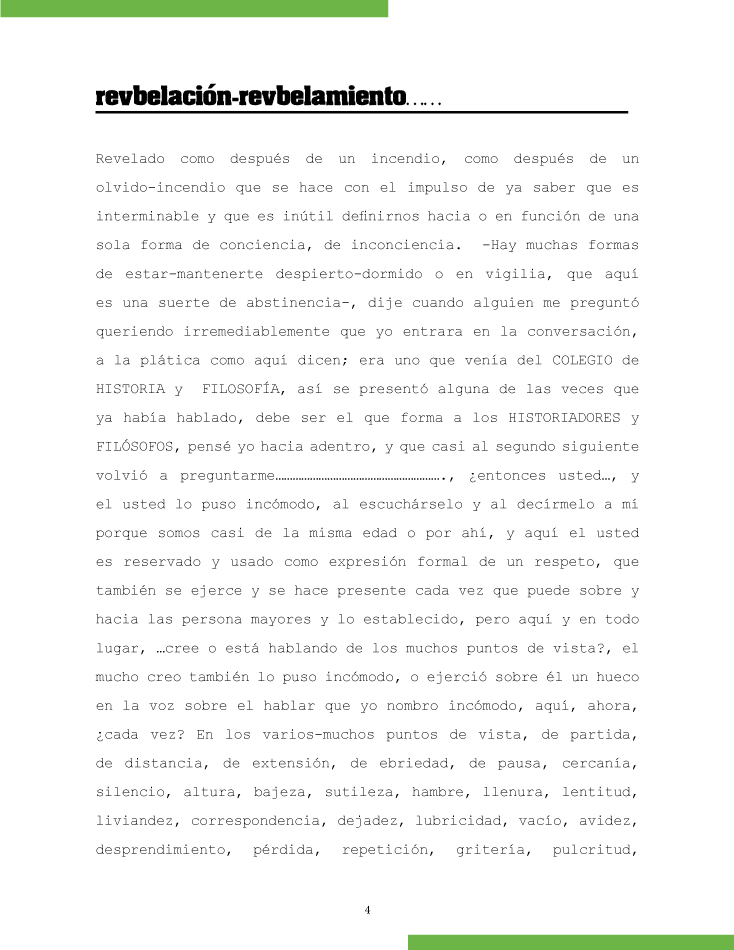 revbelación-revbelamiento……
Revelado como después de un incendio, como después de un
olvido-incendio que se hace con el impulso de ya saber que es
interminable y que es inútil definirnos hacia o en función de una
sola forma de conciencia, de inconciencia. -Hay muchas formas
de estar-mantenerte despierto-dormido o en vigilia, que aquí
es una suerte de abstinencia-, dije cuando alguien me preguntó
queriendo irremediablemente que yo entrara en la conversación,
a la plática como aquí dicen; era uno que venía del COLEGIO de
HISTORIA y FILOSOFÍA, así se presentó alguna de las veces que
ya había hablado, debe ser el que forma a los HISTORIADORES y
FILÓSOFOS, pensé yo hacia adentro, y que casi al segundo siguiente
volvió a preguntarme…………………………………………………., ¿entonces usted…, y
el usted lo puso incómodo, al escuchárselo y al decírmelo a mí
porque somos casi de la misma edad o por ahí, y aquí el usted
es reservado y usado como expresión formal de un respeto, que
también se ejerce y se hace presente cada vez que puede sobre y
hacia las persona mayores y lo establecido, pero aquí y en todo
lugar, …cree o está hablando de los muchos puntos de vista?, el
mucho creo también lo puso incómodo, o ejerció sobre él un hueco
en la voz sobre el hablar que yo nombro incómodo, aquí, ahora,
¿cada vez? En los varios-muchos puntos de vista, de partida,
de distancia, de extensión, de ebriedad, de pausa, cercanía,
silencio, altura, bajeza, sutileza, hambre, llenura, lentitud,
liviandez, correspondencia, dejadez, lubricidad, vacío, avidez,
desprendimiento, pérdida, repetición, gritería, pulcritud,
4